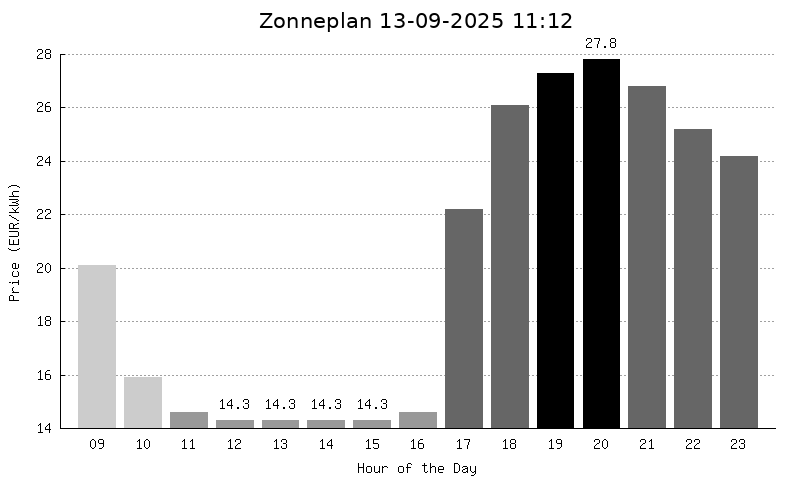 Zonneplan 13-09-2025 11:12
27.8
28
26
24
22
20
18
16
14
Price (EUR/kWh)
14.3 14.3 14.3 14.3
09 10 11 12 13 14 15 16 17 18 19 20 21 22 23
Hour of the Day